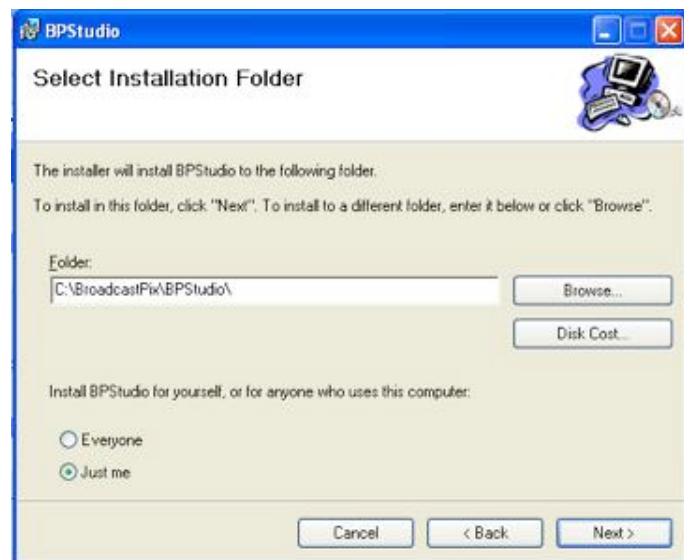 BPStudio
Select Installation Folder
The installer will install BPStudio to the following folder.
To install in this folder, click "Next". To install to a different folder, enter it below or click "Browse".
Folder:
C:\BroadcastPix\BPStudio\
Browse...
Disk Cost...
Install BPStudio for yourself, or for anyone who uses this computer:
Everyone
Just me
Cancel
< Back
Next >